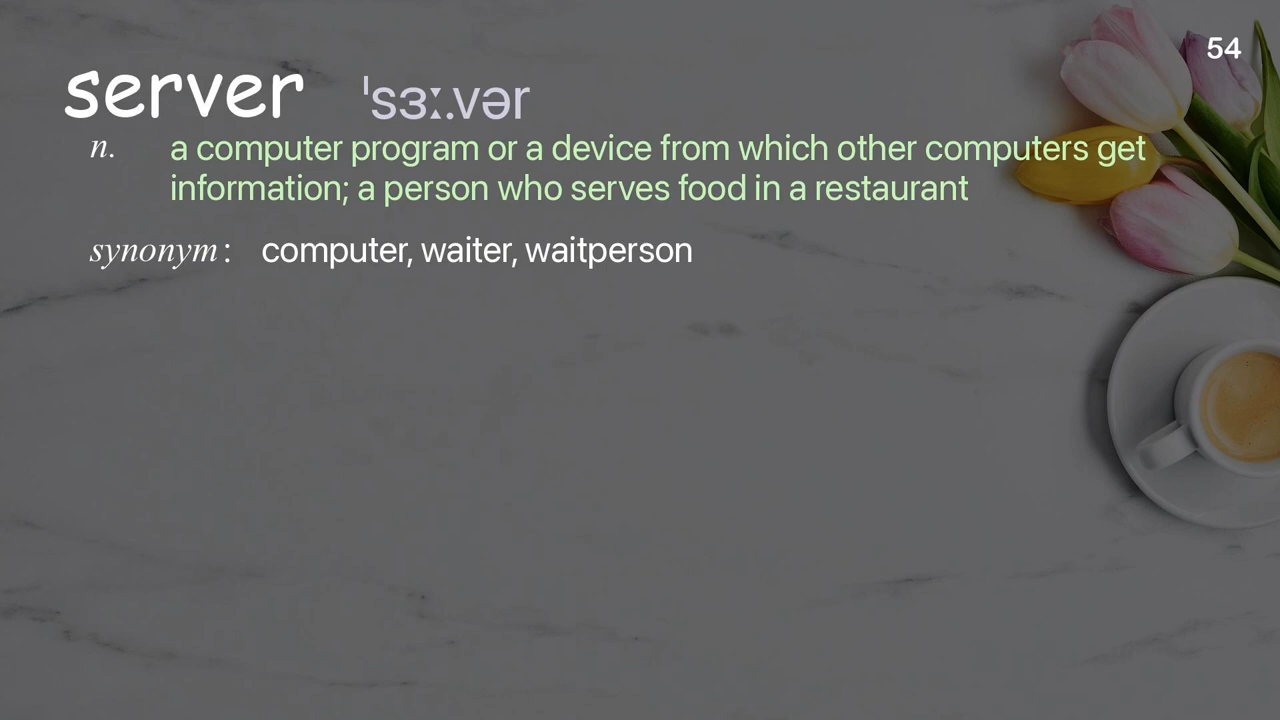 54
server ˈsɜː.vər
n. a computer program or a device from which other computers get
information; a person who serves food in a restaurant
synonym : computer, waiter, waitperson